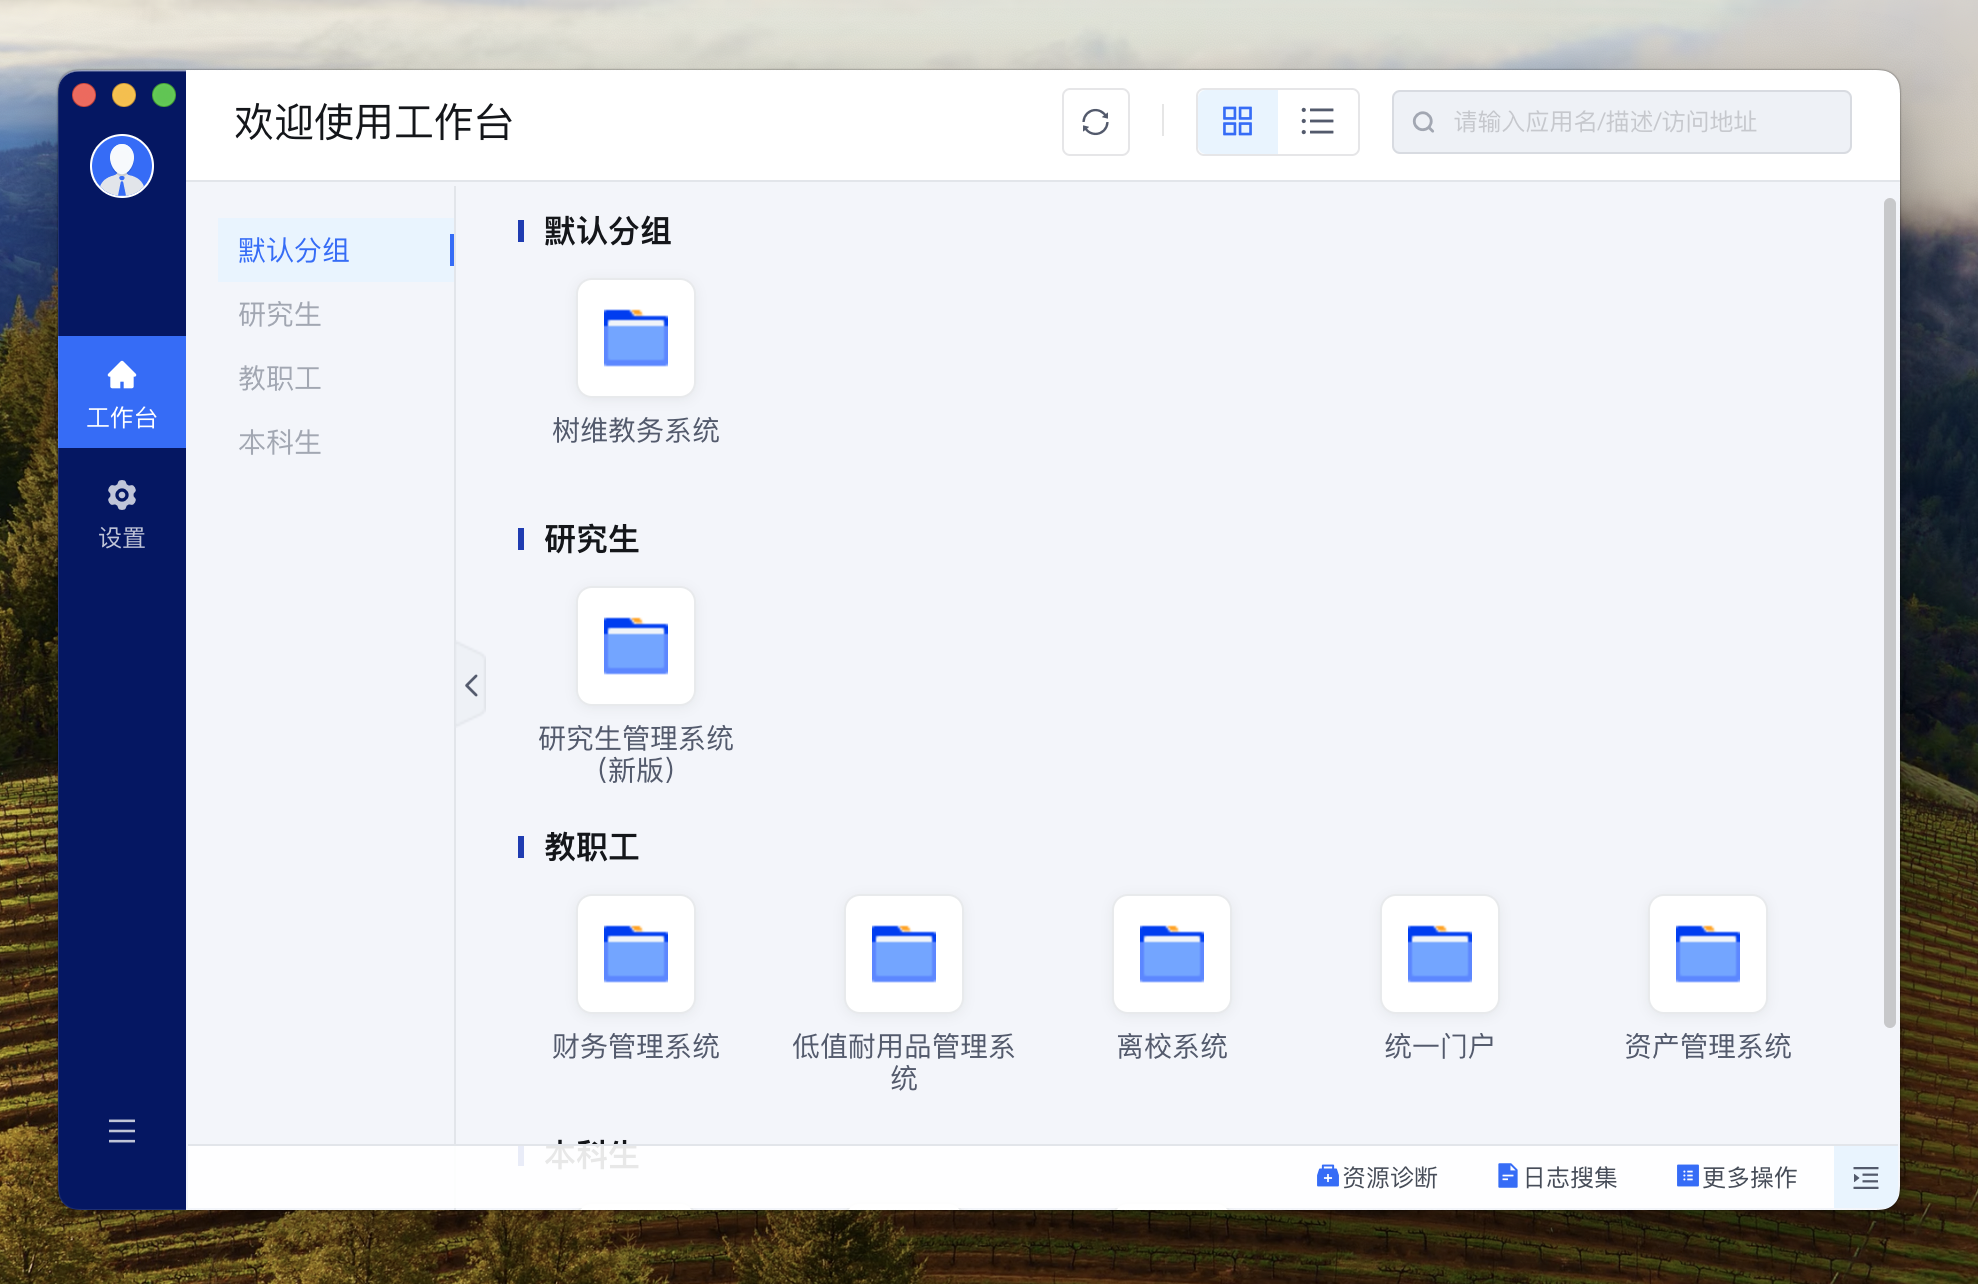 欢迎使用工作台
请输入应用名/描述/访问地址
工作台
设置
默认分组
研究生
教职工
本科生
默认分组
树维教务系统
研究生
研究生管理系统
（新版）
教职工
财务管理系统
低值耐用品管理系
统
离校系统
统一门户
资产管理系统
本科生
资源诊断
日志搜集
更多操作